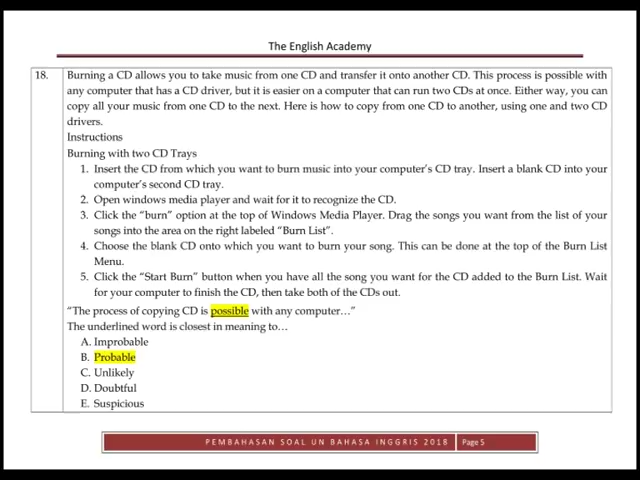 The English Academy
18. Burning a CD allows you to take music from one CD and transfer it onto another CD. This process is possible with
any computer that has a CD driver, but it is easier on a computer that can run two CDs at once. Either way, you can
copy all your music from one CD to the next. Here is how to copy from one CD to another, using one and two CD
drivers.
Instructions
Burning with two CD Trays
1. Insert the CD from which you want to burn music into your computer's CD tray. Insert a blank CD into your
computer's second CD tray.
2. Open windows media player and wait for it to recognize the CD.
3. Click the "burn" option at the top of Windows Media Player. Drag the songs you want from the list of your
songs into the area on the right labeled "Burn List".
4. Choose the blank CD onto which you want to burn your song. This can be done at the top of the Burn List
Menu.
5. Click the "Start Burn" button when you have all the song you want for the CD added to the Burn List. Wait
for your computer to finish the CD, then take both of the CDs out.
"The process of copying CD is possible with any computer…"
The underlined word is closest in meaning to…
A. Improbable
B. Probable
C. Unlikely
D. Doubtful
E. Suspicious
PEMBAHASAN SOAL UN BAHASA INGGRIS 2018 Page 5